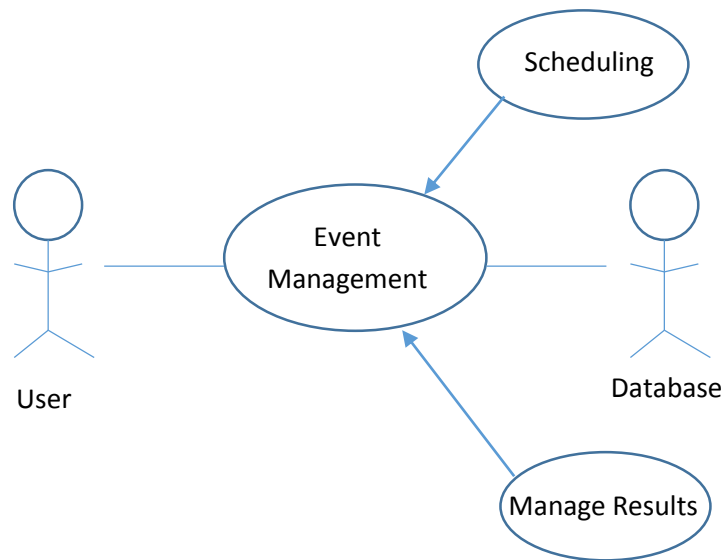 Scheduling
Event
Management
User
Database
Manage Results